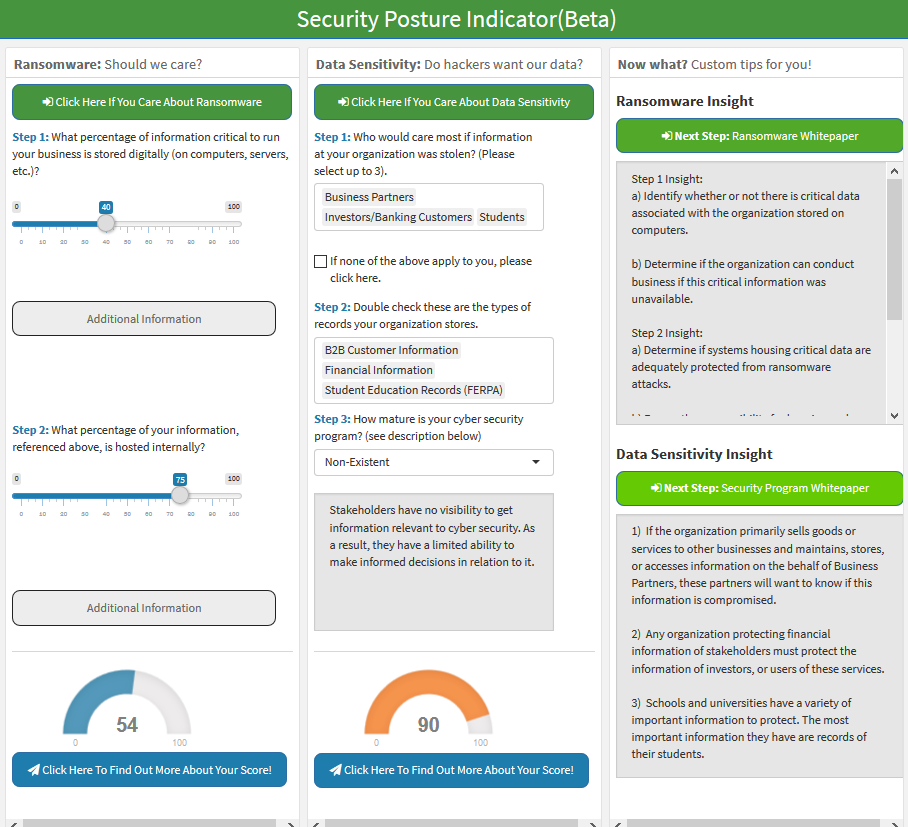 Security Posture Indicator(Beta)
Ransomware: Should we care?
Click Here If You Care About Ransomware
Step 1: What percentage of information critical to run
your business is stored digitally (on computers, servers,
etc.)?
0
40
100
0 10 20 30 40 50 60 70 80 90 100
Additional Information
Step 2: What percentage of your information,
referenced above, is hosted internally?
0
75
100
0 10 20 30 40 50 60 70 80 90 100
Additional Information
54
0
100
Click Here To Find Out More About Your Score!
Data Sensitivity: Do hackers want our data?
Click Here If You Care About Data Sensitivity
Step 1: Who would care most if information
at your organization was stolen? (Please
select up to 3).
Business Partners
Investors/Banking Customers Students
If none of the above apply to you, please
click here.
Step 2: Double check these are the types of
records your organization stores.
B2B Customer Information
Financial Information
Student Education Records (FERPA)
Step 3: How mature is your cyber security
program? (see description below)
Non-Existent
Stakeholders have no visibility to get
information relevant to cyber security. As
a result, they have a limited ability to
make informed decisions in relation to it.
90
0
100
Click Here To Find Out More About Your Score!
Now what? Custom tips for you!
Ransomware Insight
Next Step: Ransomware Whitepaper
Step 1 Insight:
a) Identify whether or not there is critical data
associated with the organization stored on
computers.
b) Determine if the organization can conduct
business if this critical information was
unavailable.
Step 2 Insight:
a) Determine if systems housing critical data are
adequately protected from ransomware
attacks.
Data Sensitivity Insight
Next Step: Security Program Whitepaper
1) If the organization primarily sells goods or
services to other businesses and maintains, stores,
or accesses information on the behalf of Business
Partners, these partners will want to know if this
information is compromised.
2) Any organization protecting financial
information of stakeholders must protect the
information of investors, or users of these services.
3) Schools and universities have a variety of
important information to protect. The most
important information they have are records of
their students.